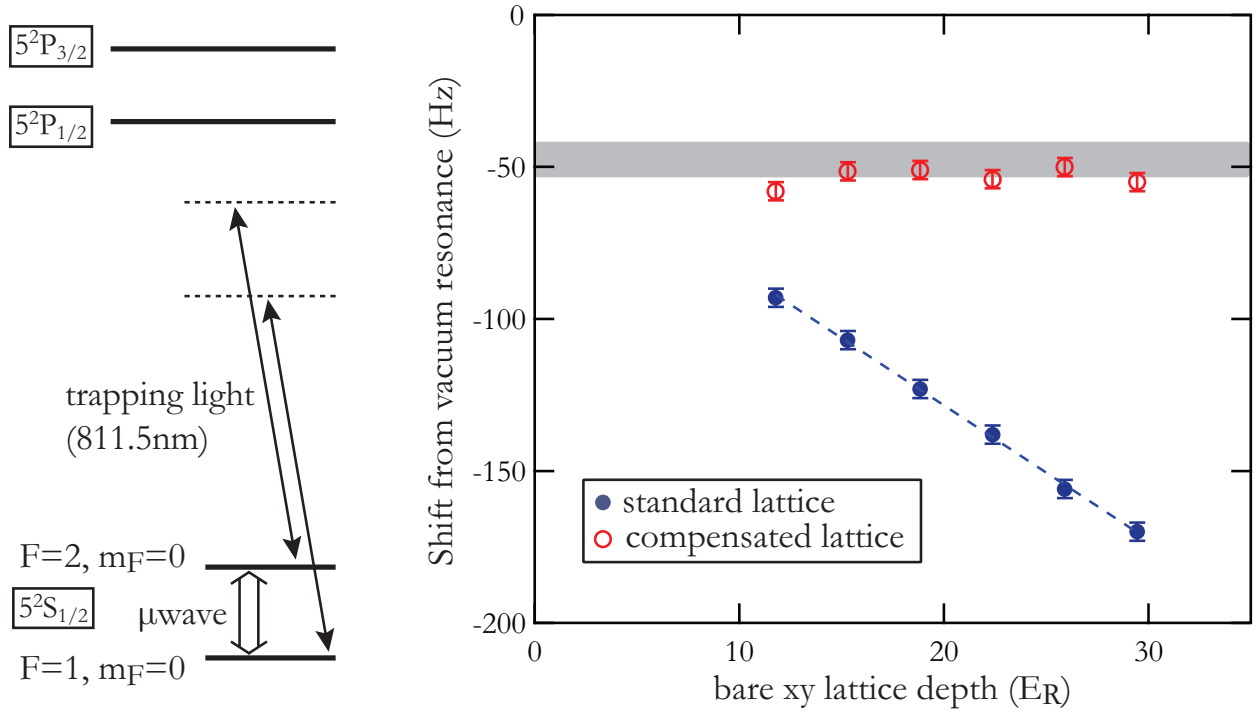 5²P₃/₂
5²P₁/₂
trapping light
(811.5nm)
F=2, mF=0
5²S₁/₂
μwave
F=1, mF=0
Shift from vacuum resonance (Hz)
0
-50
-100
-150
-200
standard lattice
compensated lattice
0
10
20
30
bare xy lattice depth (ER)